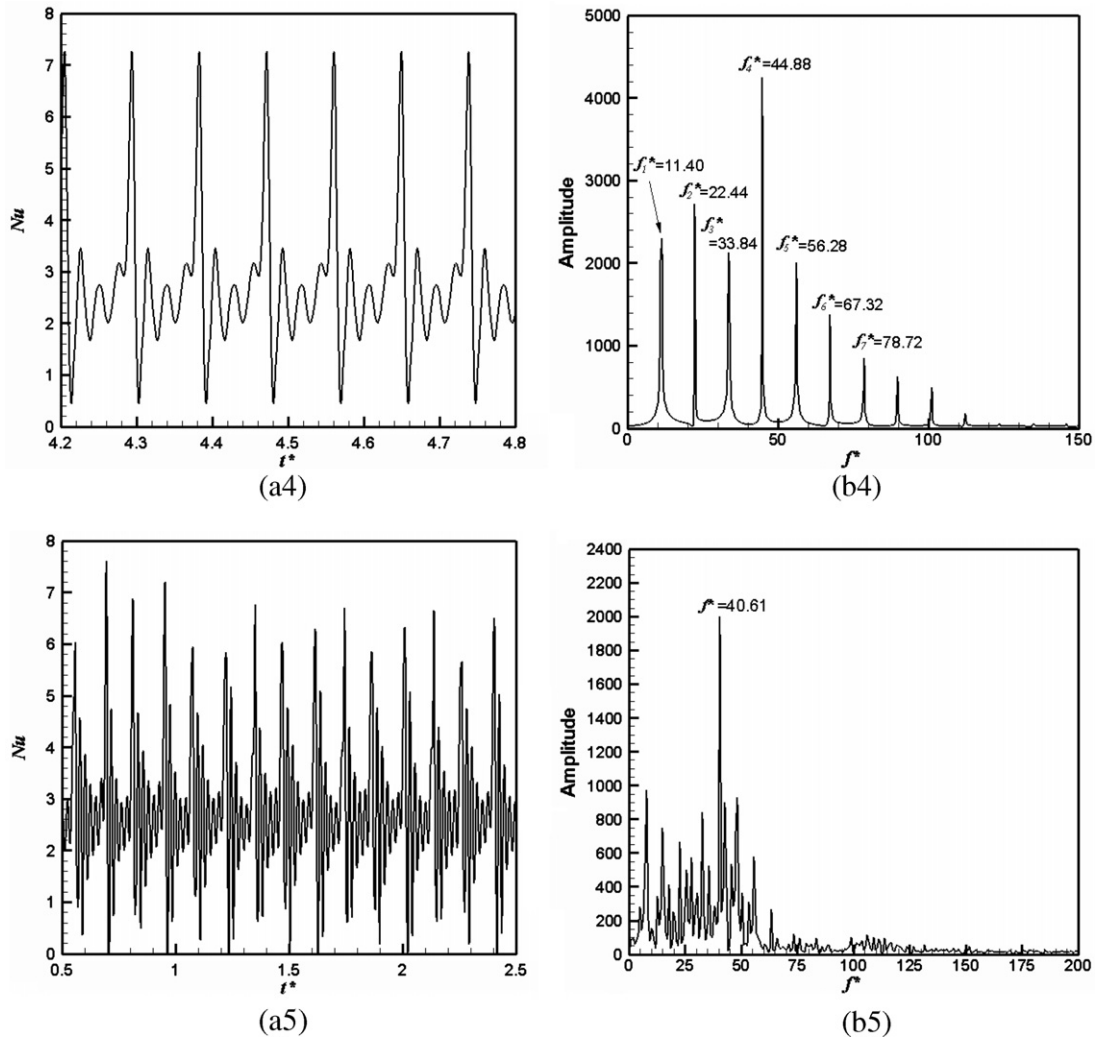 8
7
6
5
4
3
2
1
0
Nu
4.2 4.3 4.4 4.5 4.6 4.7 4.8
t*
(a4)
5000
4000
3000
2000
1000
0
Amplitude
f₄*=44.88
f₁*=11.40
f₂*=22.44
f₃*
=33.84
f₅*=56.28
f₆*=67.32
f₇*=78.72
0 50 100 150
f*
(b4)
8
7
6
5
4
3
2
1
0
Nu
0.5 1 1.5 2 2.5
t*
(a5)
2400
2200
2000
1800
1600
1400
1200
1000
800
600
400
200
0
Amplitude
f*=40.61
0 25 50 75 100 125 150 175 200
f*
(b5)